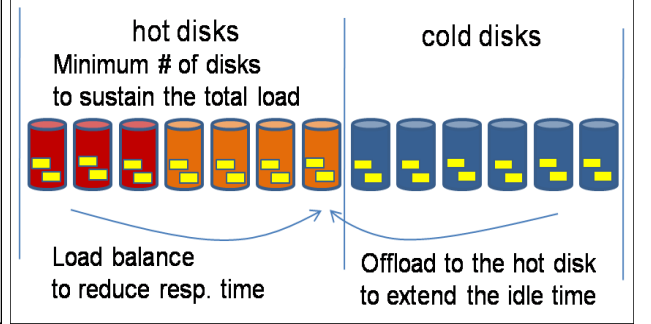 hot disks
Minimum # of disks
to sustain the total load
cold disks
Load balance
to reduce resp. time
Offload to the hot disk
to extend the idle time